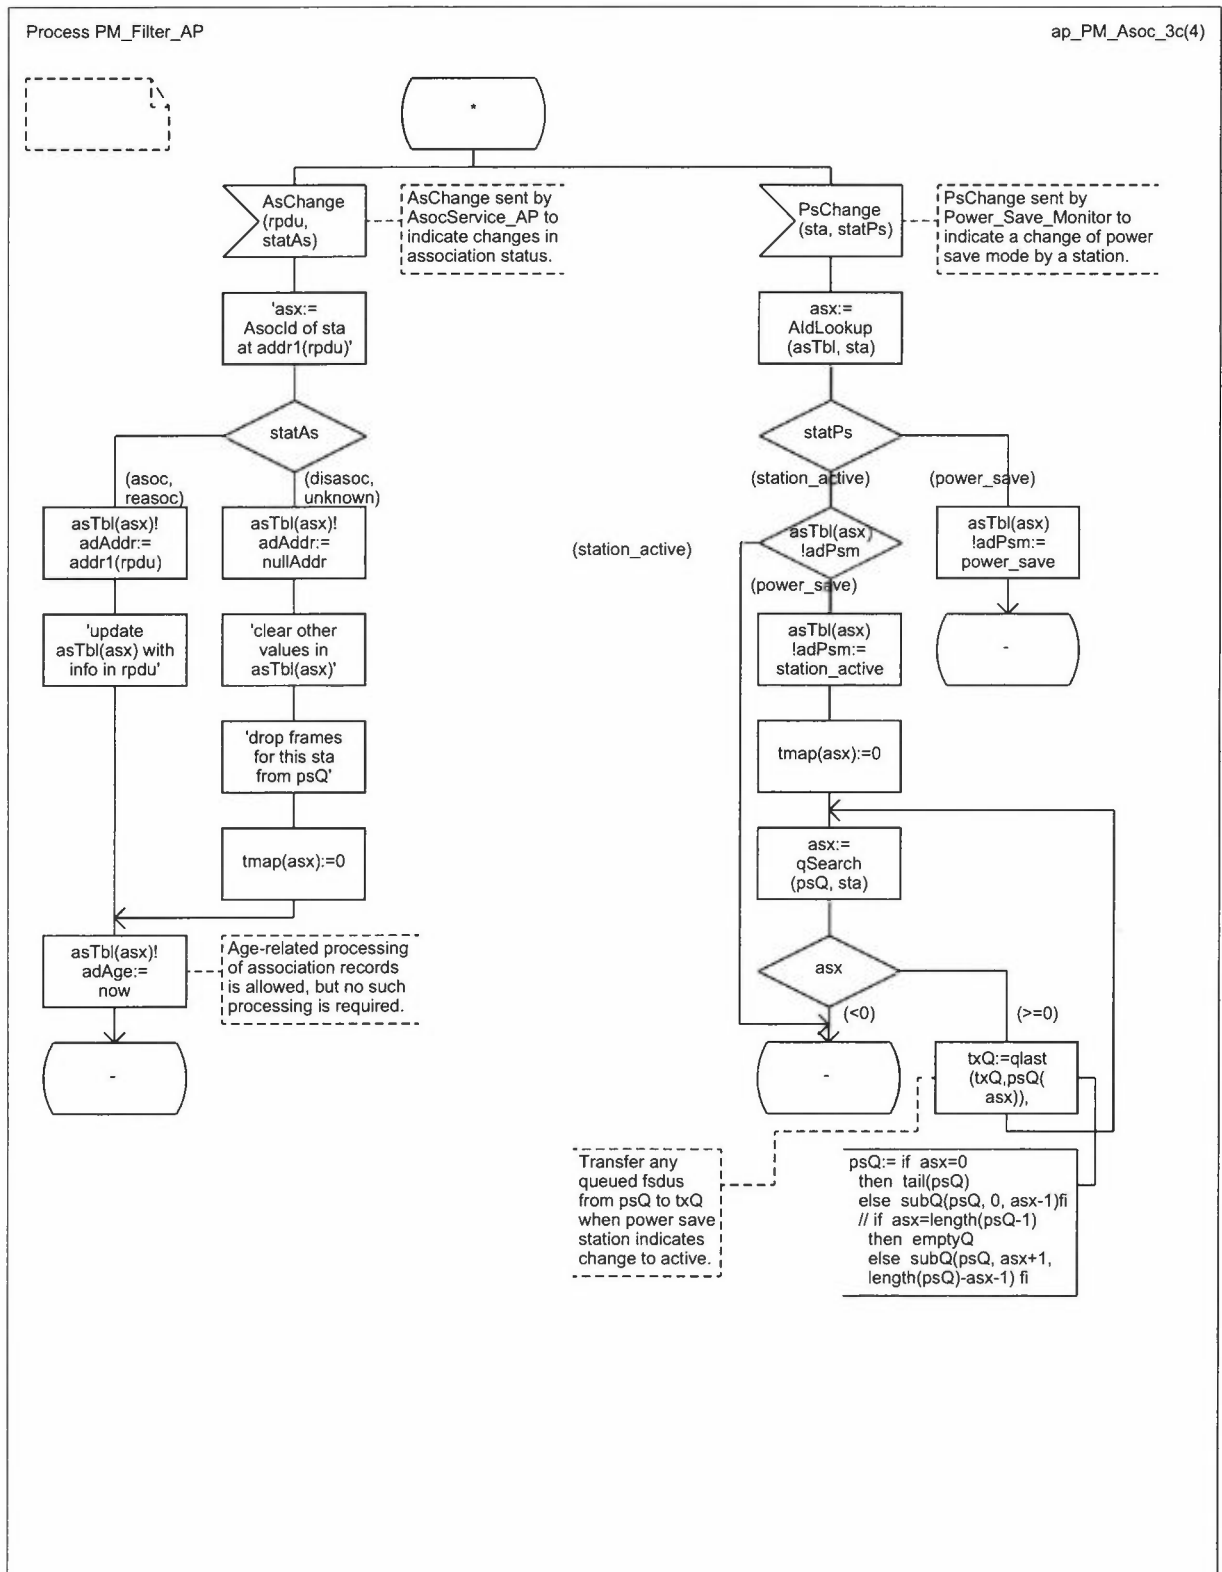 Process PM_Filter_AP
ap_PM_Asoc_3c(4)
*
AsChange
(rpdu,
statAs)
AsChange sent by
AsocService_AP to
indicate changes in
association status.
PsChange
(sta, statPs)
PsChange sent by
Power_Save_Monitor to
indicate a change of power
save mode by a station.
'asx:=
AsocId of sta
at addr1(rpdu)'
asx:=
AIdLookup
(asTbl, sta)
statAs
statPs
(asoc,
reasoc)
(disasoc,
unknown)
(station_active)
(power_save)
asTbl(asx)!
adAddr:=
addr1(rpdu)
asTbl(asx)!
adAddr:=
nullAddr
(station_active)
asTbl(asx)
!adPsm
asTbl(asx)
!adPsm:=
power_save
(power_save)
'update
asTbl(asx) with
info in rpdu'
'clear other
values in
asTbl(asx)'
asTbl(asx)
!adPsm:=
station_active
-
'drop frames
for this sta
from psQ'
tmap(asx):=0
tmap(asx):=0
asx:=
qSearch
(psQ, sta)
asTbl(asx)!
adAge:=
now
Age-related processing
of association records
is allowed, but no such
processing is required.
asx
(<0)
(>=0)
-
-
txQ:=qlast
(txQ,psQ(
asx)),
Transfer any
queued fsdus
from psQ to txQ
when power save
station indicates
change to active.
psQ:= if asx=0
then tail(psQ)
else subQ(psQ, 0, asx-1)fi
// if asx=length(psQ-1)
then emptyQ
else subQ(psQ, asx+1,
length(psQ)-asx-1) fi